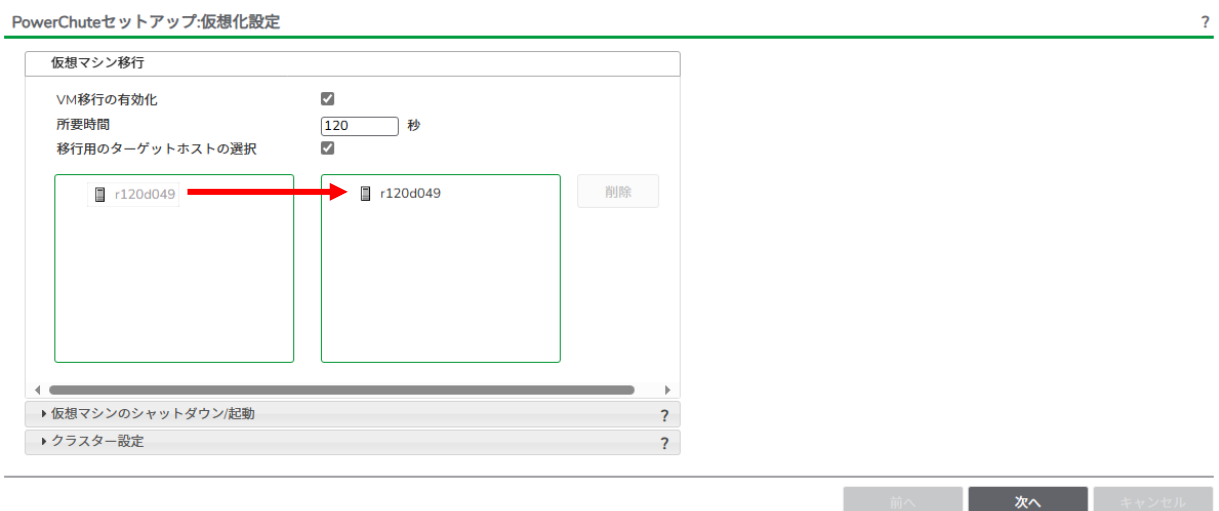 PowerChuteセットアップ:仮想化設定 ?
仮想マシン移行
VM移行の有効化
所要時間 120 秒
移行用のターゲットホストの選択
r120d049 r120d049 削除
仮想マシンのシャットダウン/起動 ?
クラスター設定 ?
前へ 次へ キャンセル